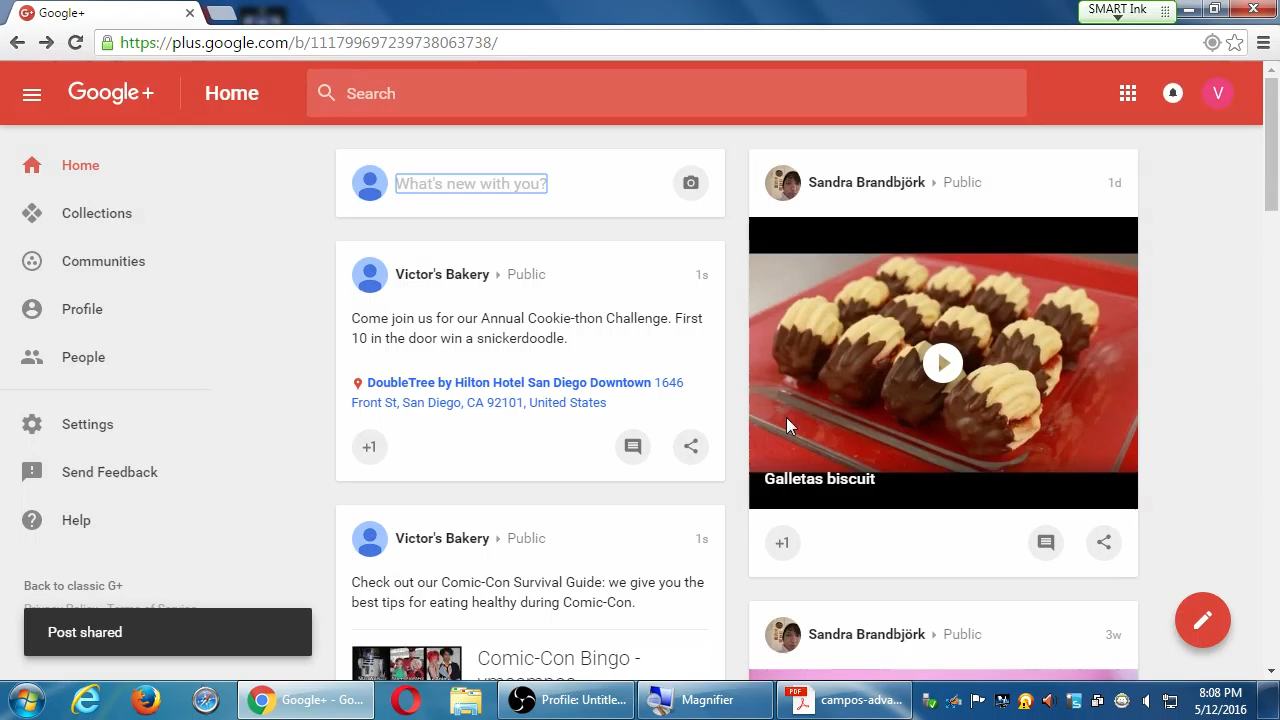 Google+
SMART Ink
https://plus.google.com/b/111799697239738063738/
Google+
Home
Search
V
Home
Collections
Communities
Profile
People
Settings
Send Feedback
Help
Back to classic G+
Privacy Policy - Terms of Service
Post shared
What's new with you?
Victor's Bakery
Public
1s
Come join us for our Annual Cookie-thon Challenge. First
10 in the door win a snickerdoodle.
DoubleTree by Hilton Hotel San Diego Downtown 1646
Front St, San Diego, CA 92101, United States
+1
Victor's Bakery
Public
1s
Check out our Comic-Con Survival Guide: we give you the
best tips for eating healthy during Comic-Con.
Comic-Con Bingo -
Sandra Brandbjörk
Public
1d
Galletas biscuit
+1
Sandra Brandbjörk
Public
3w
Google+ - Go...
Profile: Untitle...
Magnifier
PDF
campos-adva...
8:08 PM
5/12/2016